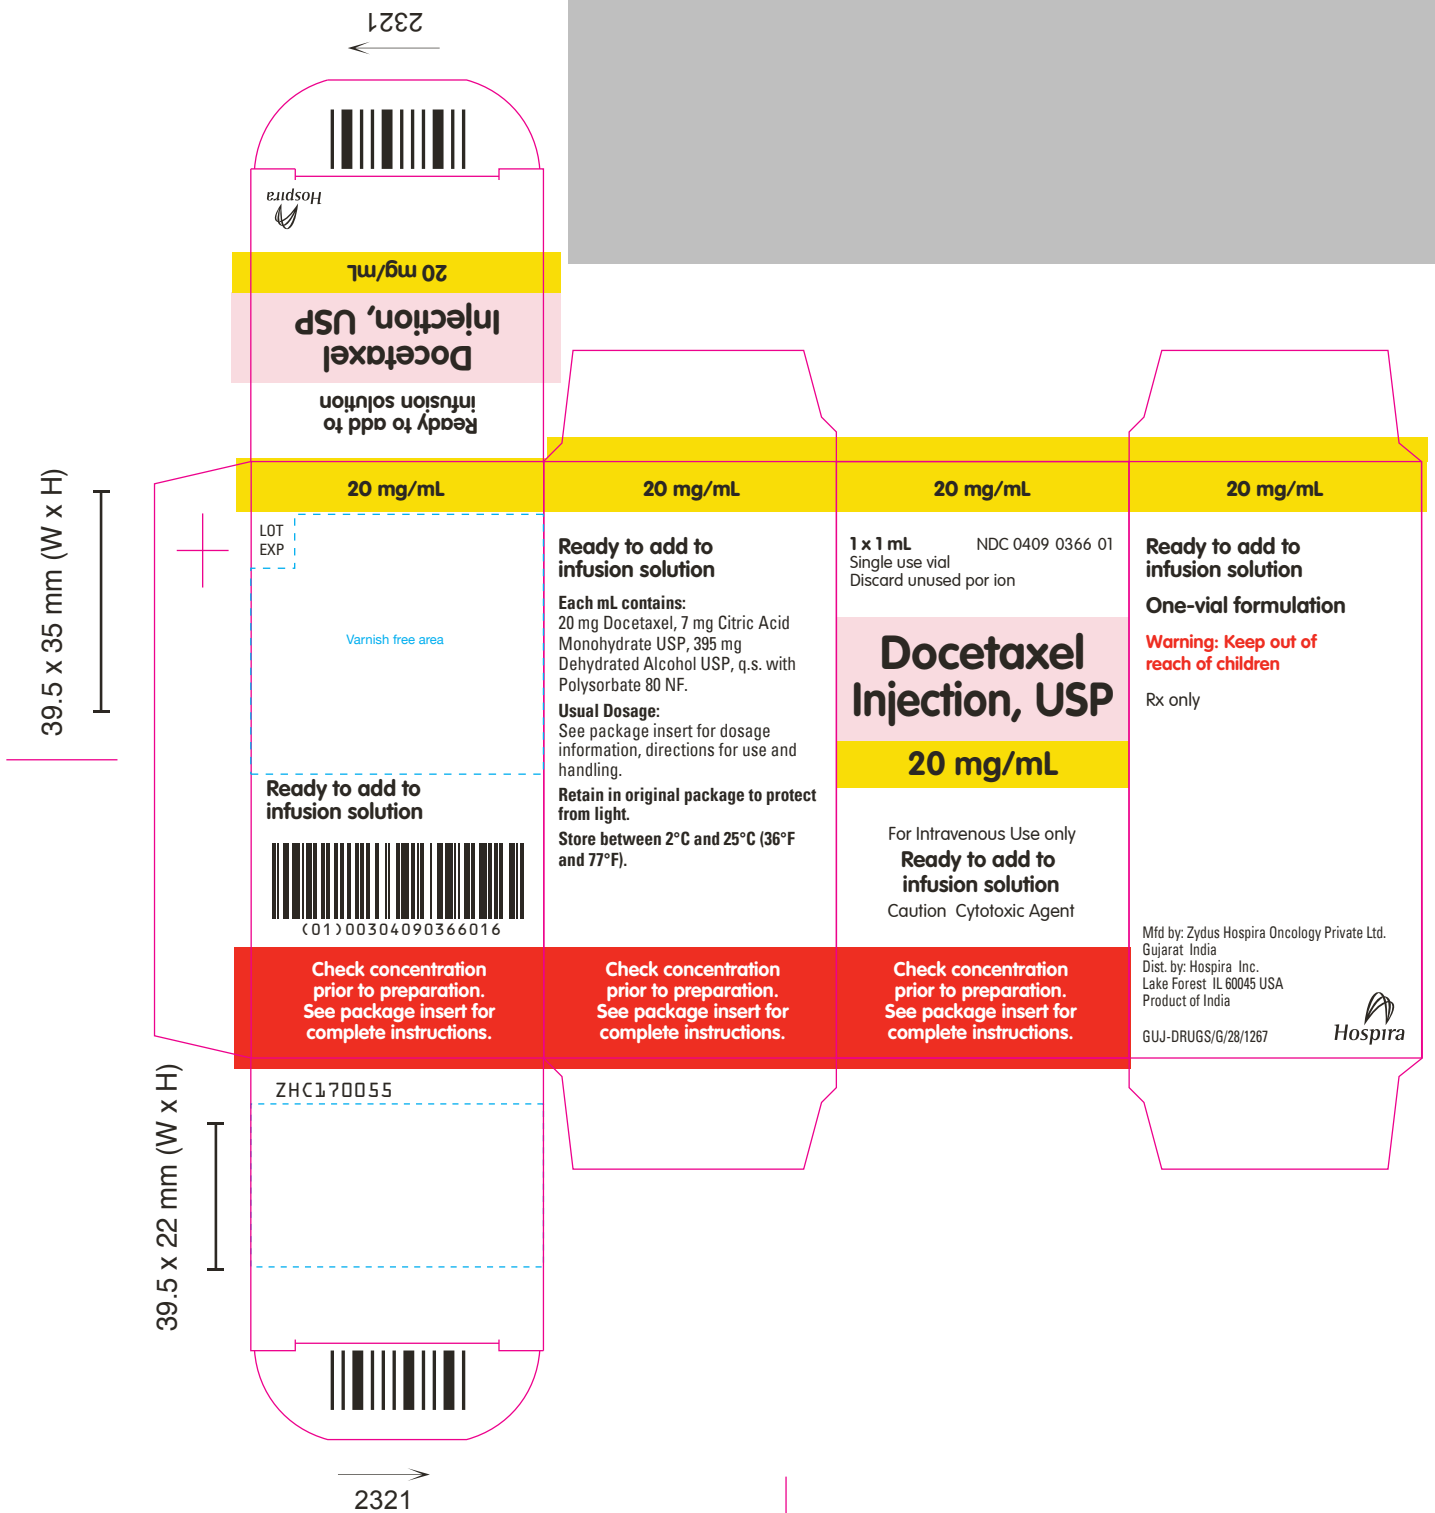 2321
Hospira
20 mg/mL
Docetaxel
Injection, USP
Ready to add to
infusion solution
39.5 x 35 mm (W x H)
20 mg/mL
LOT
EXP
Varnish free area
Ready to add to
infusion solution
(01)00304090366016
Check concentration
prior to preparation.
See package insert for
complete instructions.
20 mg/mL
Ready to add to
infusion solution
Each mL contains:
20 mg Docetaxel, 7 mg Citric Acid
Monohydrate USP, 395 mg
Dehydrated Alcohol USP, q.s. with
Polysorbate 80 NF.
Usual Dosage:
See package insert for dosage
information, directions for use and
handling.
Retain in original package to protect
from light.
Store between 2°C and 25°C (36°F
and 77°F).
Check concentration
prior to preparation.
See package insert for
complete instructions.
20 mg/mL
1 x 1 mL NDC 0409 0366 01
Single use vial
Discard unused por ion
Docetaxel
Injection, USP
20 mg/mL
For Intravenous Use only
Ready to add to
infusion solution
Caution Cytotoxic Agent
Check concentration
prior to preparation.
See package insert for
complete instructions.
20 mg/mL
Ready to add to
infusion solution
One-vial formulation
Warning: Keep out of
reach of children
Rx only
Mfd by: Zydus Hospira Oncology Private Ltd.
Gujarat India
Dist. by: Hospira Inc.
Lake Forest IL 60045 USA
Product of India
GUJ-DRUGS/G/28/1267
Hospira
39.5 x 22 mm (W x H)
ZHC170055
2321